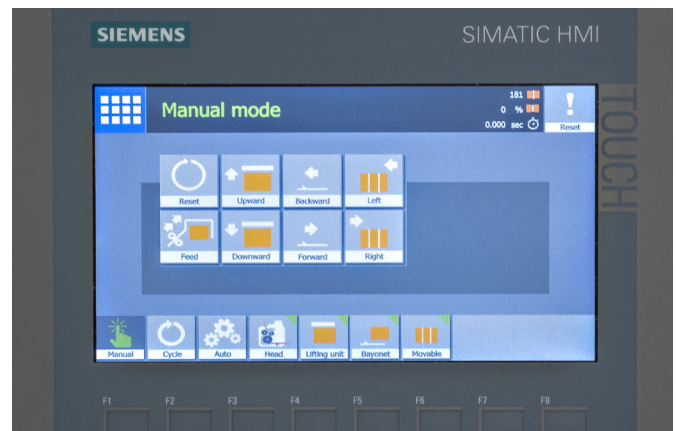 SIEMENS
SIMATIC HMI
TOUCH
Manual mode
181
0 %
0.000 sec
Reset
Reset
Upward
Backward
Left
Feed
Downward
Forward
Right
Manual
Cycle
Auto
Head
Lifting unit
Bayonet
Movable
F1
F2
F3
F4
F5
F6
F7
F8